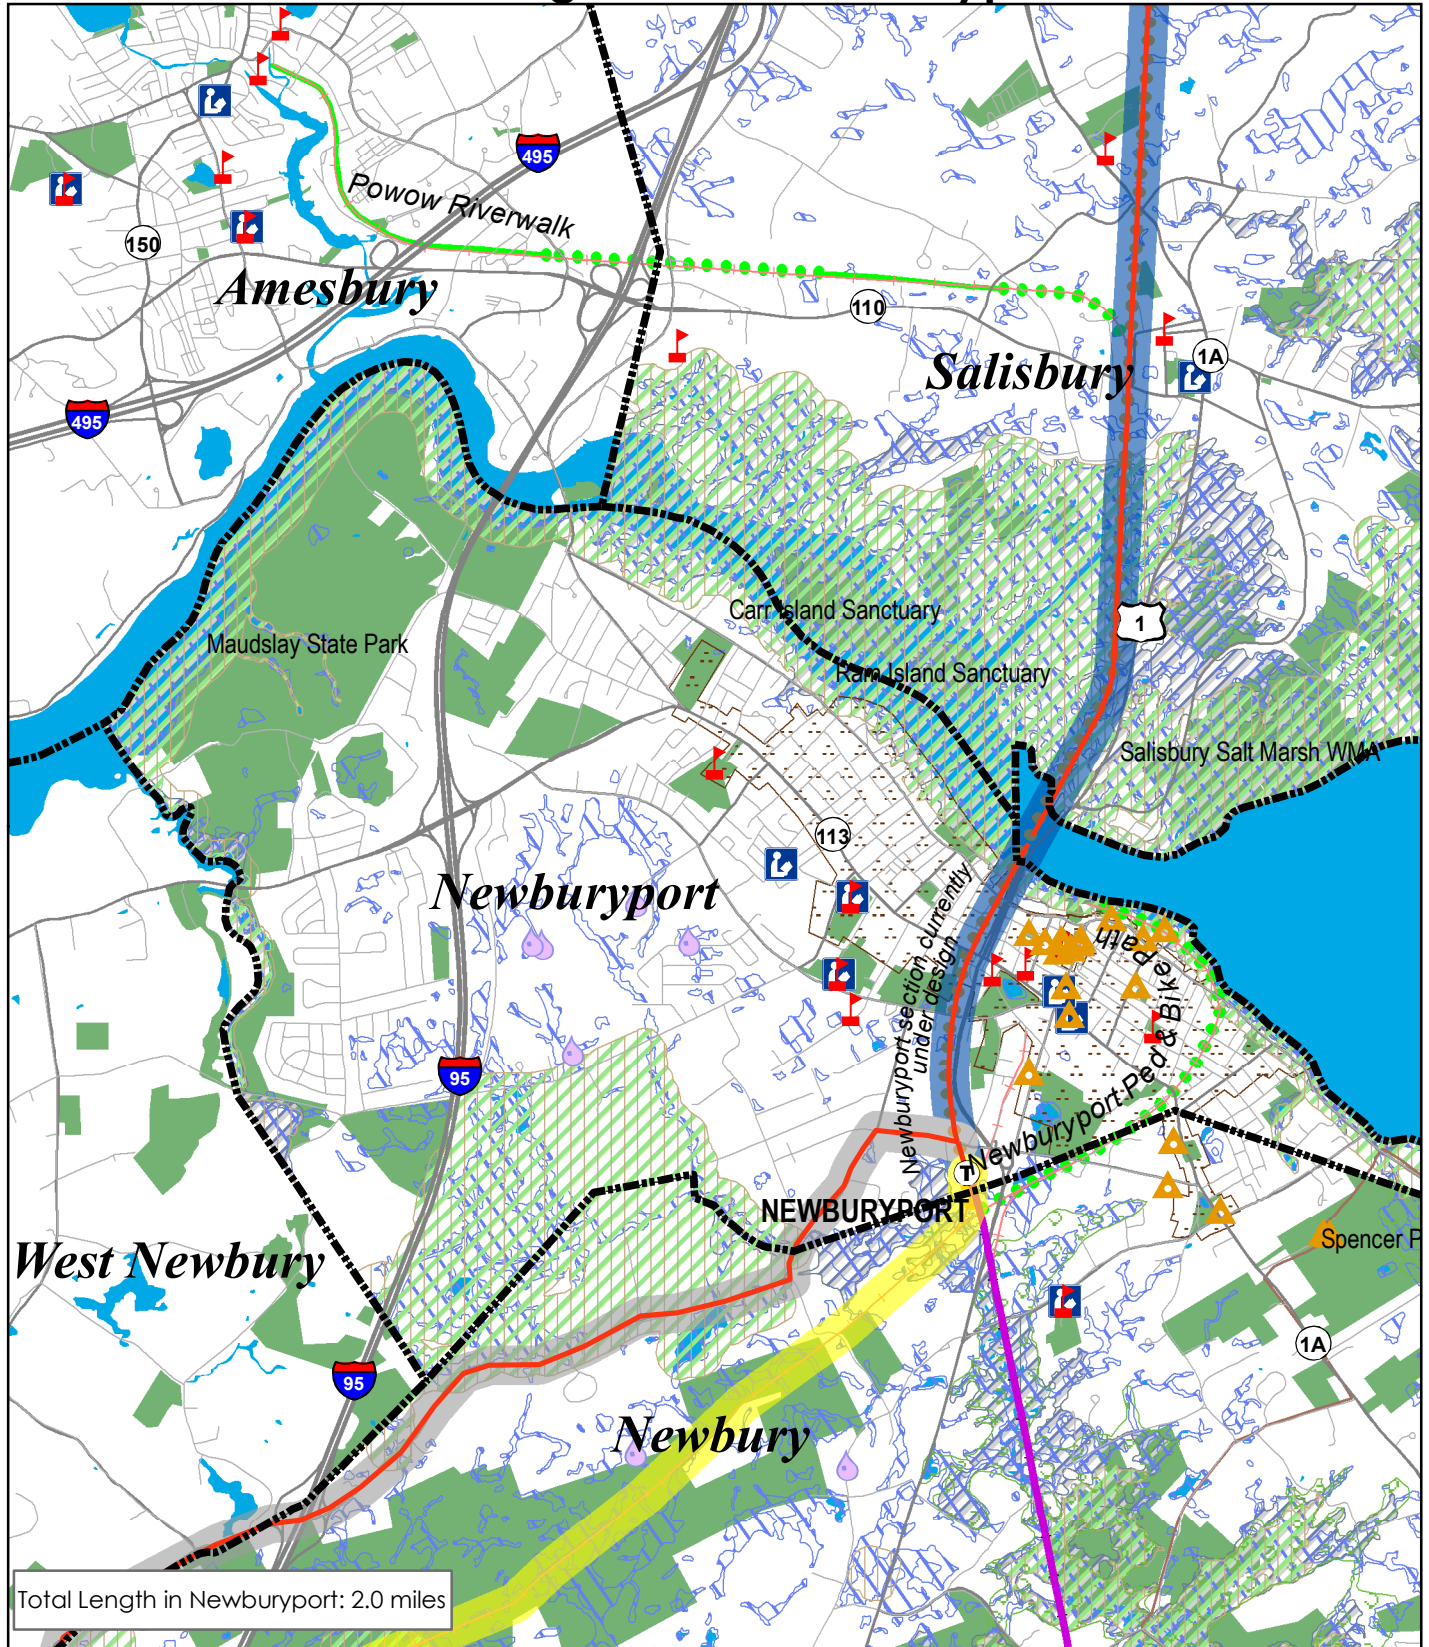 495
Powow Riverwalk
150
Amesbury
110
Salisbury
1A
495
Carr Island Sanctuary
1
Maudslay State Park
Ram Island Sanctuary
Salisbury Salt Marsh WMA
113
Newburyport
Newburyport section currently
under design
Newburyport Ped & Bike Path
95
T
NEWBURYPORT
Spencer P
West Newbury
1A
95
Newbury
Total Length in Newburyport: 2.0 miles